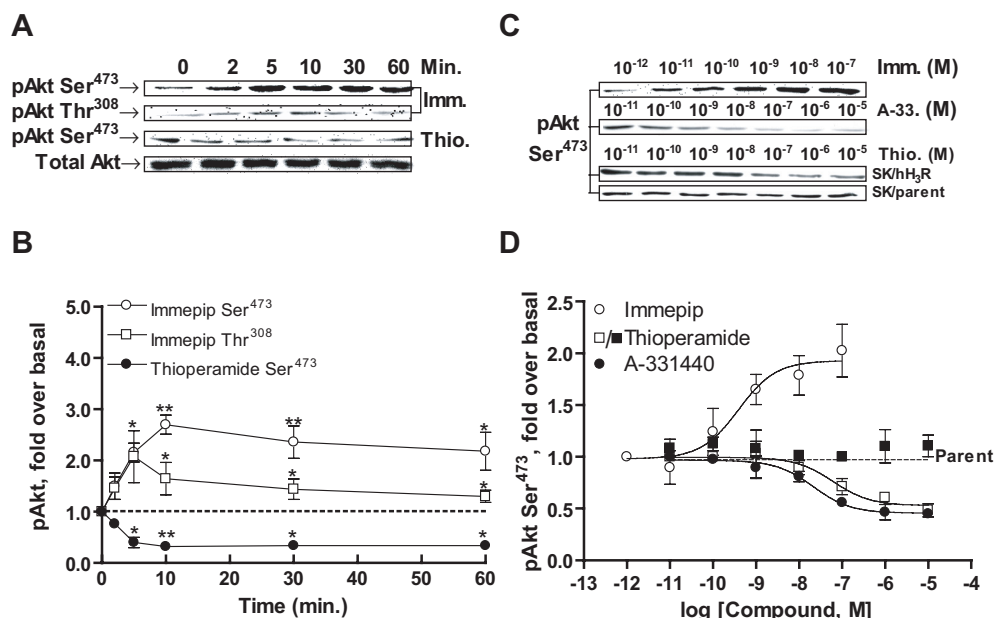 A
0 2 5 10 30 60 Min.
pAkt Ser473→
pAkt Thr308→
Imm.
pAkt Ser473→
Thio.
Total Akt→
C
10-12 10-11 10-10 10-9 10-8 10-7 Imm. (M)
10-11 10-10 10-9 10-8 10-7 10-6 10-5 A-33. (M)
pAkt
Ser473
10-11 10-10 10-9 10-8 10-7 10-6 10-5 Thio. (M)
SK/hH3R
SK/parent
B
Immepip Ser473
Immepip Thr308
Thioperamide Ser473
pAkt, fold over basal
5.0
4.0
3.0
2.0
1.0
0.0
* ** ** *
* * *
* ** * *
0 10 20 30 40 50 60
Time (min.)
D
Immepip
/ Thioperamide
A-331440
pAkt Ser473, fold over basal
2.5
2.0
1.5
1.0
0.5
0.0
Parent
-13 -12 -11 -10 -9 -8 -7 -6 -5 -4
log [Compound, M]